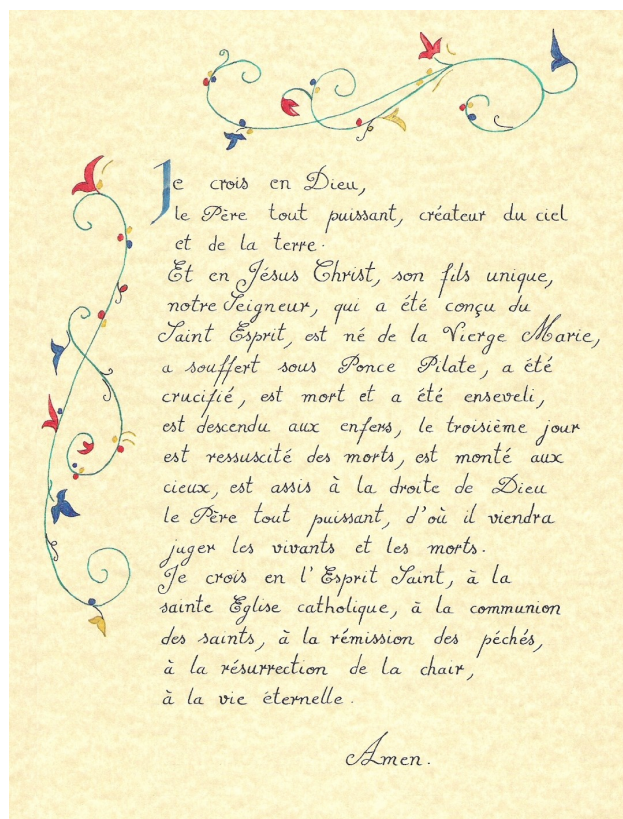 Je crois en Dieu,
le Père tout puissant, créateur du ciel
et de la terre.
Et en Jésus Christ, son fils unique,
notre Seigneur, qui a été conçu du
Saint Esprit, est né de la Vierge Marie,
a souffert sous Ponce Pilate, a été
crucifié, est mort et a été enseveli,
est descendu aux enfers, le troisième jour
est ressuscité des morts, est monté aux
cieux, est assis à la droite de Dieu
le Père tout puissant, d'où il viendra
juger les vivants et les morts.
Je crois en l'Esprit Saint, à la
sainte Eglise catholique, à la communion
des saints, à la rémission des péchés,
à la résurrection de la chair,
à la vie éternelle.
Amen.